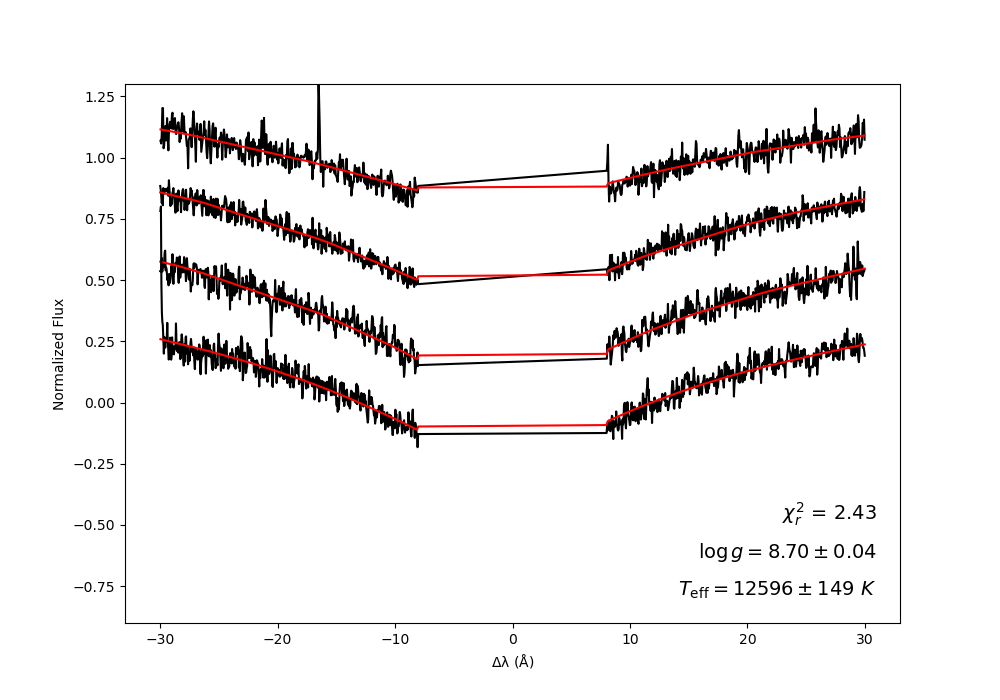 1.25
1.00
0.75
0.50
0.25
0.00
−0.25
−0.50
−0.75
Normalized Flux
χ²ᵣ = 2.43
log g = 8.70 ± 0.04
T_eff = 12596 ± 149 K
−30 −20 −10 0 10 20 30
Δλ (Å)